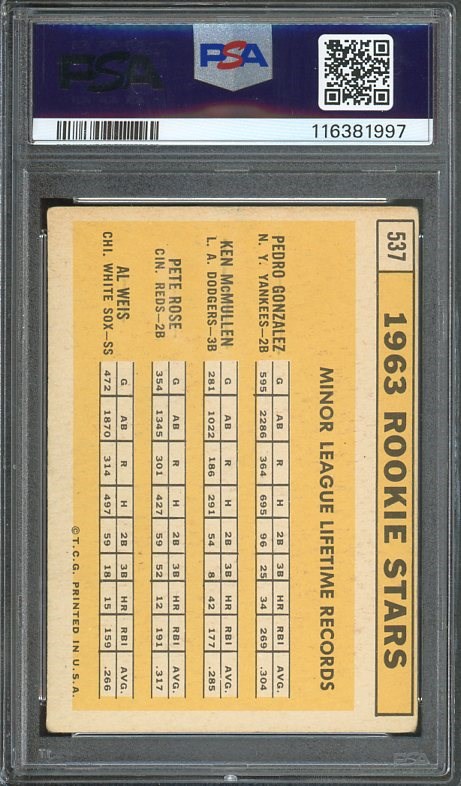 PSA
PSA
116381997
537
1963 ROOKIE STARS
MINOR LEAGUE LIFETIME RECORDS
PEDRO GONZALEZ
N. Y. YANKEES—2B
G AB R H 2B 3B HR RBI AVG.
595 2286 364 695 96 25 34 269 .304
KEN McMULLEN
L. A. DODGERS—3B
G AB R H 2B 3B HR RBI AVG.
281 1022 186 291 54 8 42 177 .285
PETE ROSE
CIN. REDS—2B
G AB R H 2B 3B HR RBI AVG.
354 1345 301 427 59 52 12 191 .317
AL WEIS
CHI. WHITE SOX—SS
G AB R H 2B 3B HR RBI AVG.
472 1870 314 497 59 18 15 159 .266
©T.C.G. PRINTED IN U.S.A.
PSA